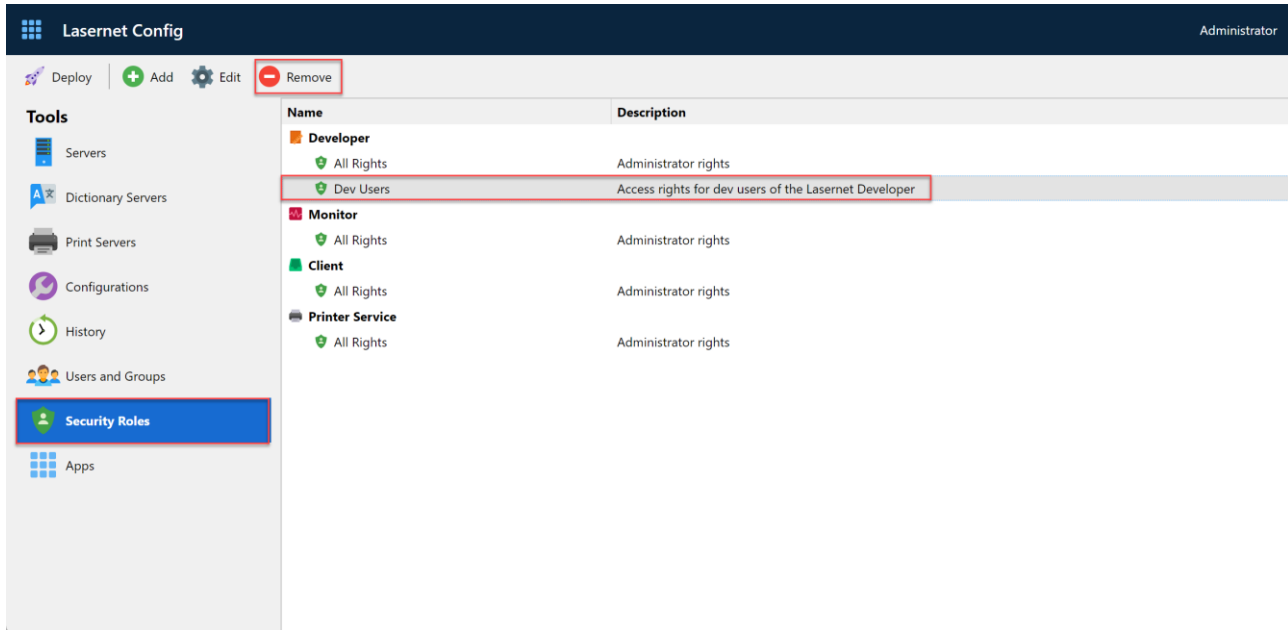 Lasernet Config
Administrator
Deploy Add Edit Remove
Tools
Servers
Dictionary Servers
Print Servers
Configurations
History
Users and Groups
Security Roles
Apps
Name Description
Developer
All Rights Administrator rights
Dev Users Access rights for dev users of the Lasernet Developer
Monitor
All Rights Administrator rights
Client
All Rights Administrator rights
Printer Service
All Rights Administrator rights